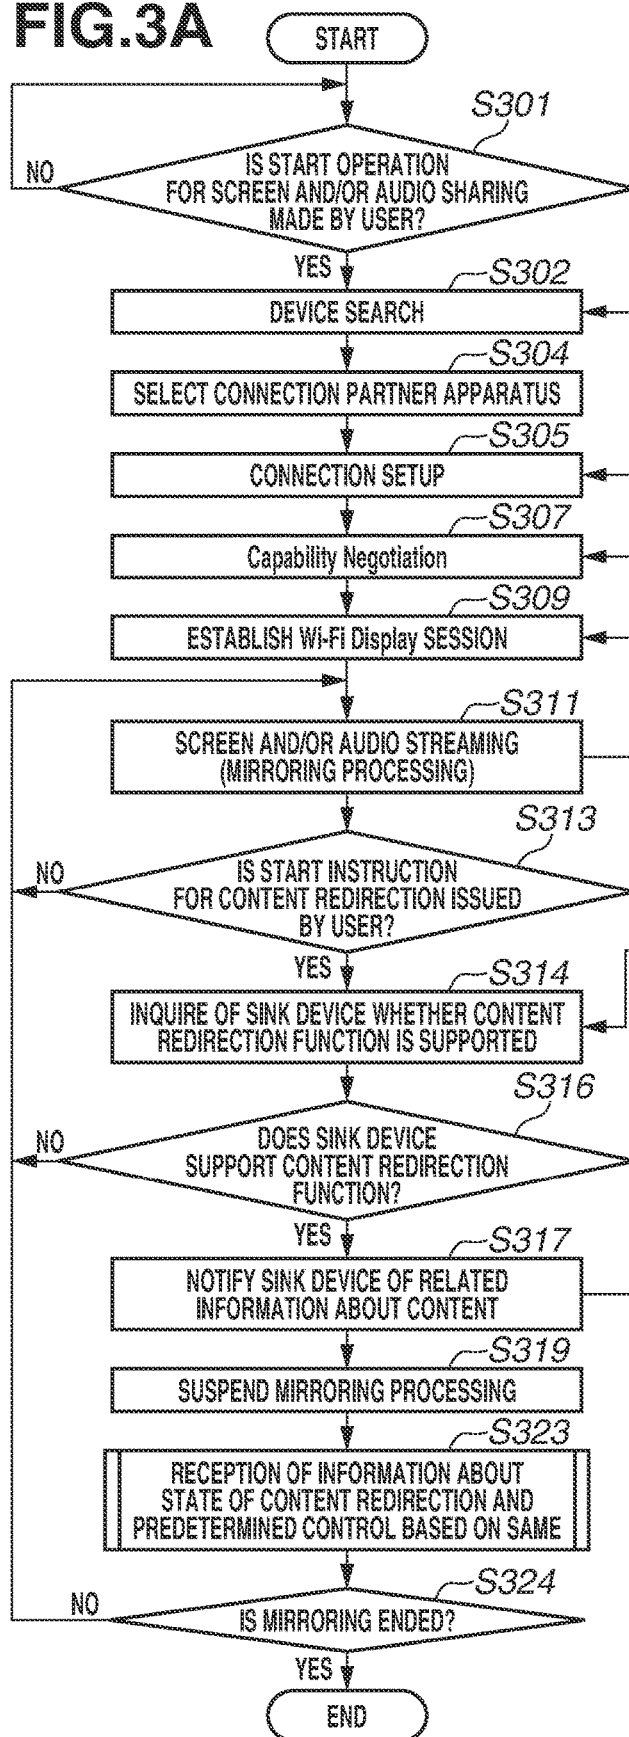 FIG.3A
START
S301
IS START OPERATION
FOR SCREEN AND/OR AUDIO SHARING
MADE BY USER?
NO
YES
S302
DEVICE SEARCH
S304
SELECT CONNECTION PARTNER APPARATUS
S305
CONNECTION SETUP
S307
Capability Negotiation
S309
ESTABLISH Wi-Fi Display SESSION
S311
SCREEN AND/OR AUDIO STREAMING
(MIRRORING PROCESSING)
S313
IS START INSTRUCTION
FOR CONTENT REDIRECTION ISSUED
BY USER?
NO
YES
S314
INQUIRE OF SINK DEVICE WHETHER CONTENT
REDIRECTION FUNCTION IS SUPPORTED
S316
DOES SINK DEVICE
SUPPORT CONTENT REDIRECTION
FUNCTION?
NO
YES
S317
NOTIFY SINK DEVICE OF RELATED
INFORMATION ABOUT CONTENT
S319
SUSPEND MIRRORING PROCESSING
S323
RECEPTION OF INFORMATION ABOUT
STATE OF CONTENT REDIRECTION AND
PREDETERMINED CONTROL BASED ON SAME
S324
IS MIRRORING ENDED?
NO
YES
END